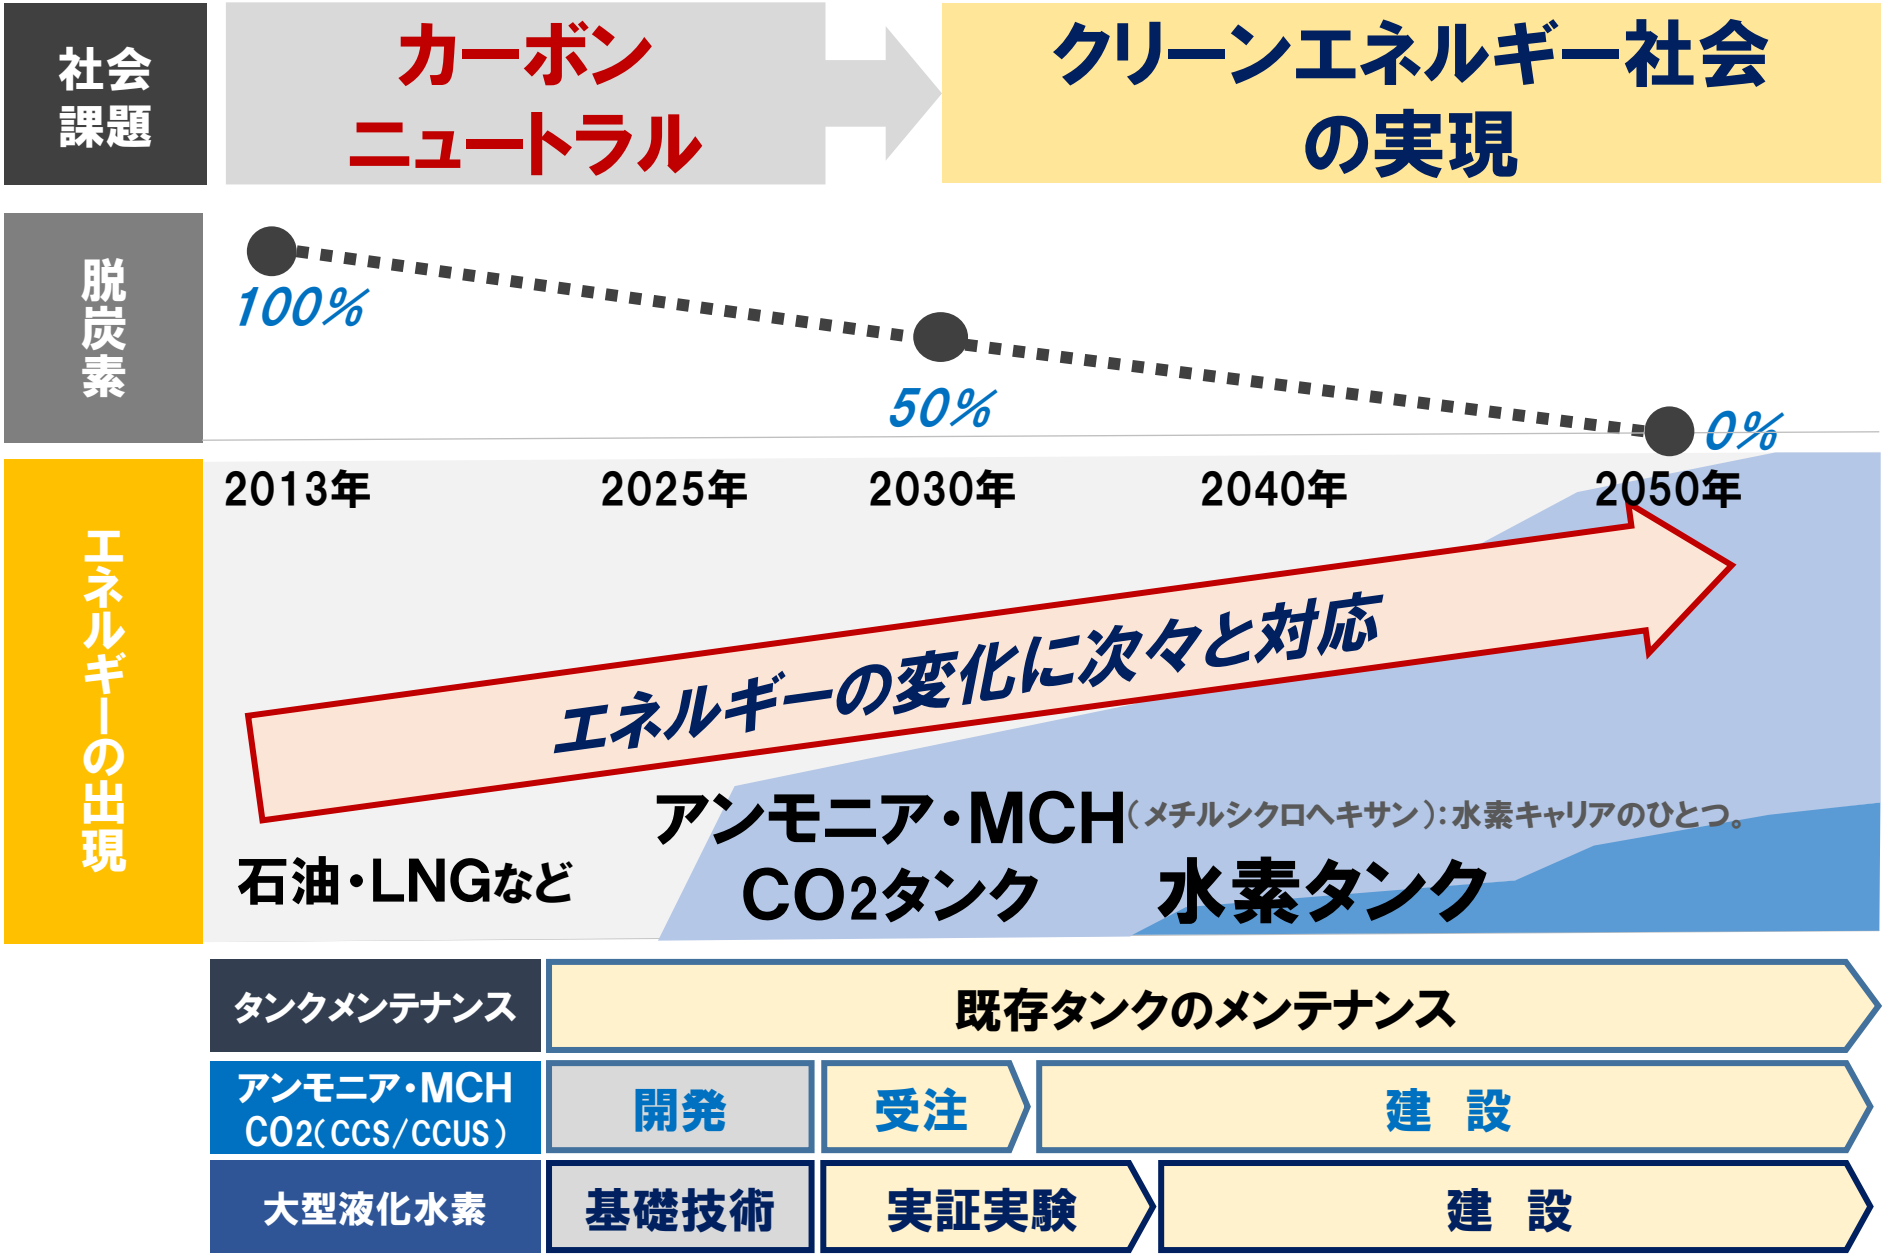 社会
課題
カーボン
ニュートラル
クリーンエネルギー社会
の実現
脱炭素
100%
50%
0%
エネルギーの出現
2013年
2025年
2030年
2040年
2050年
エネルギーの変化に次々と対応
アンモニア・MCH(メチルシクロヘキサン):水素キャリアのひとつ。
石油・LNGなど
CO2タンク
水素タンク
タンクメンテナンス
既存タンクのメンテナンス
アンモニア・MCH
CO2(CCS/CCUS)
開発
受注
建 設
大型液化水素
基礎技術
実証実験
建 設